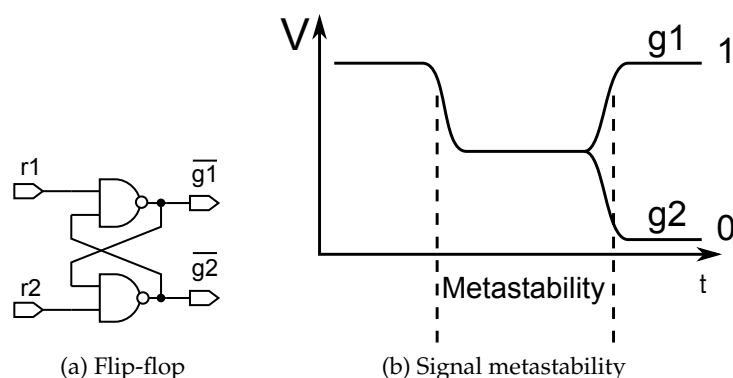 r1
g1
r2
g2
(a) Flip-flop
V
g1 1
g2 0
Metastability
t
(b) Signal metastability